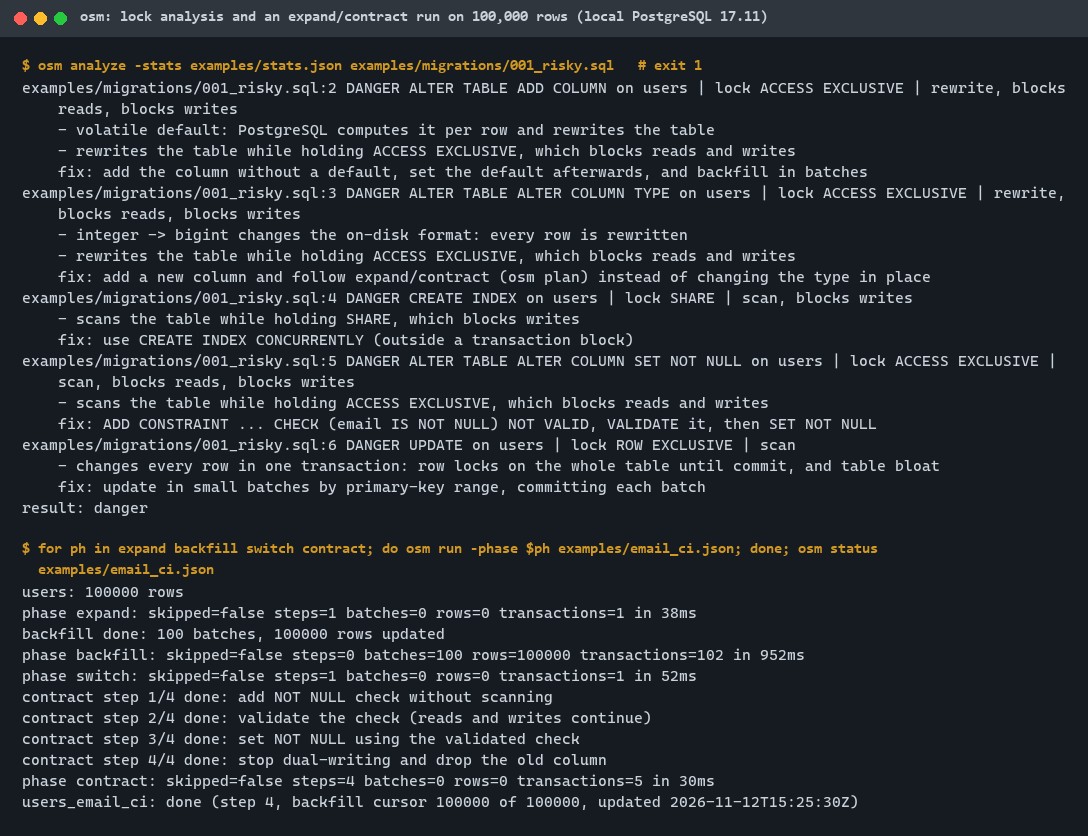 osm: lock analysis and an expand/contract run on 100,000 rows (local PostgreSQL 17.11)
$ osm analyze -stats examples/stats.json examples/migrations/001_risky.sql   # exit 1
examples/migrations/001_risky.sql:2 DANGER ALTER TABLE ADD COLUMN on users | lock ACCESS EXCLUSIVE | rewrite, blocks
reads, blocks writes
- volatile default: PostgreSQL computes it per row and rewrites the table
- rewrites the table while holding ACCESS EXCLUSIVE, which blocks reads and writes
fix: add the column without a default, set the default afterwards, and backfill in batches
examples/migrations/001_risky.sql:3 DANGER ALTER TABLE ALTER COLUMN TYPE on users | lock ACCESS EXCLUSIVE | rewrite,
blocks reads, blocks writes
- integer -> bigint changes the on-disk format: every row is rewritten
- rewrites the table while holding ACCESS EXCLUSIVE, which blocks reads and writes
fix: add a new column and follow expand/contract (osm plan) instead of changing the type in place
examples/migrations/001_risky.sql:4 DANGER CREATE INDEX on users | lock SHARE | scan, blocks writes
- scans the table while holding SHARE, which blocks writes
fix: use CREATE INDEX CONCURRENTLY (outside a transaction block)
examples/migrations/001_risky.sql:5 DANGER ALTER TABLE ALTER COLUMN SET NOT NULL on users | lock ACCESS EXCLUSIVE |
scan, blocks reads, blocks writes
- scans the table while holding ACCESS EXCLUSIVE, which blocks reads and writes
fix: ADD CONSTRAINT ... CHECK (email IS NOT NULL) NOT VALID, VALIDATE it, then SET NOT NULL
examples/migrations/001_risky.sql:6 DANGER UPDATE on users | lock ROW EXCLUSIVE | scan
- changes every row in one transaction: row locks on the whole table until commit, and table bloat
fix: update in small batches by primary-key range, committing each batch
result: danger
$ for ph in expand backfill switch contract; do osm run -phase $ph examples/email_ci.json; done; osm status
examples/email_ci.json
users: 100000 rows
phase expand: skipped=false steps=1 batches=0 rows=0 transactions=1 in 38ms
backfill done: 100 batches, 100000 rows updated
phase backfill: skipped=false steps=0 batches=100 rows=100000 transactions=102 in 952ms
phase switch: skipped=false steps=1 batches=0 rows=0 transactions=1 in 52ms
contract step 1/4 done: add NOT NULL check without scanning
contract step 2/4 done: validate the check (reads and writes continue)
contract step 3/4 done: set NOT NULL using the validated check
contract step 4/4 done: stop dual-writing and drop the old column
phase contract: skipped=false steps=4 batches=0 rows=0 transactions=5 in 30ms
users_email_ci: done (step 4, backfill cursor 100000 of 100000, updated 2026-11-12T15:25:30Z)